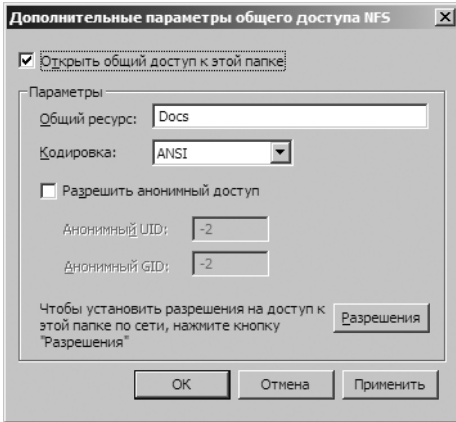 Дополнительные параметры общего доступа NFS
Открыть общий доступ к этой папке
Параметры
Общий ресурс: Docs
Кодировка: ANSI
Разрешить анонимный доступ
Анонимный UID: -2
Анонимный GID: -2
Чтобы установить разрешения на доступ к
этой папке по сети, нажмите кнопку
"Разрешения"
Разрешения
OK Отмена Применить